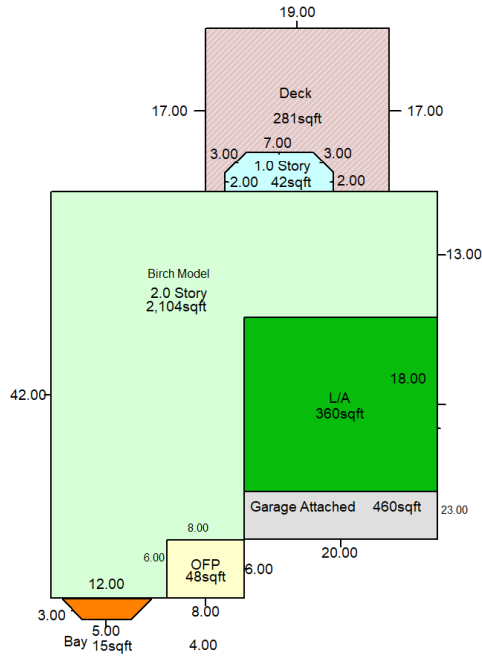 19.00
Deck
17.00 17.00
281sqft
7.00
3.00 3.00
1.0 Story
2.00 42sqft 2.00
13.00
Birch Model
2.0 Story
2,104sqft
18.00
42.00
L/A
360sqft
Garage Attached 460sqft
23.00
8.00
20.00
6.00
OFP
6.00
48sqft
12.00
3.00
8.00
5.00
Bay 15sqft
4.00